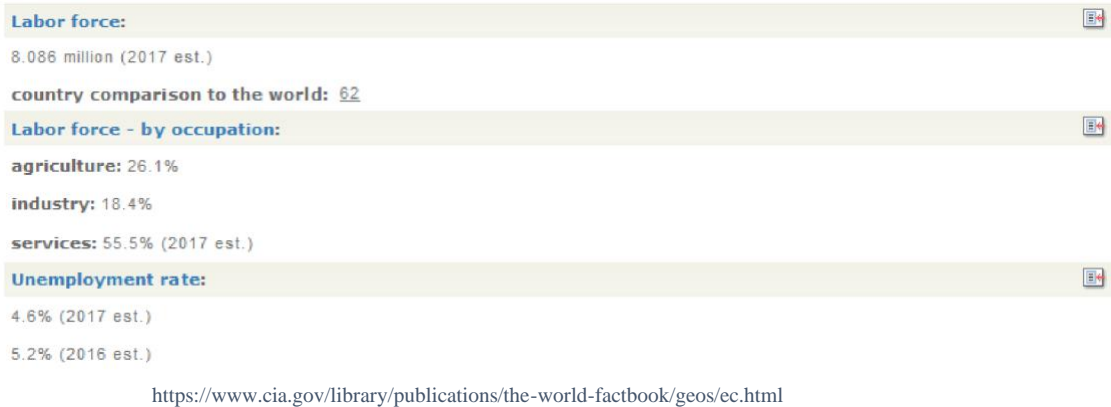 Labor force:
8.086 million (2017 est.)
country comparison to the world: 62
Labor force - by occupation:
agriculture: 26.1%
industry: 18.4%
services: 55.5% (2017 est.)
Unemployment rate:
4.6% (2017 est.)
5.2% (2016 est.)
https://www.cia.gov/library/publications/the-world-factbook/geos/ec.html